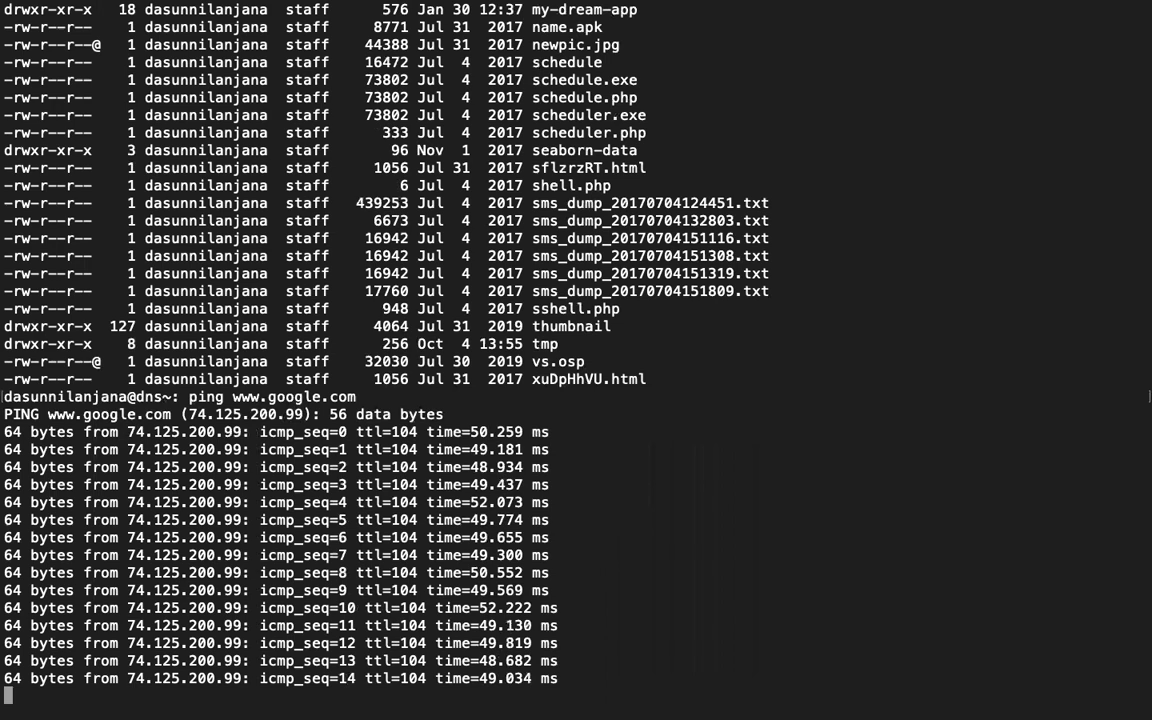 drwxr-xr-x   18 dasunnilanjana  staff      576 Jan 30 12:37 my-dream-app
-rw-r--r--    1 dasunnilanjana  staff     8771 Jul 31  2017 name.apk
-rw-r--r--@   1 dasunnilanjana  staff    44388 Jul 31  2017 newpic.jpg
-rw-r--r--    1 dasunnilanjana  staff    16472 Jul  4  2017 schedule
-rw-r--r--    1 dasunnilanjana  staff    73802 Jul  4  2017 schedule.exe
-rw-r--r--    1 dasunnilanjana  staff    73802 Jul  4  2017 schedule.php
-rw-r--r--    1 dasunnilanjana  staff    73802 Jul  4  2017 scheduler.exe
-rw-r--r--    1 dasunnilanjana  staff      333 Jul  4  2017 scheduler.php
drwxr-xr-x    3 dasunnilanjana  staff       96 Nov  1  2017 seaborn-data
-rw-r--r--    1 dasunnilanjana  staff     1056 Jul 31  2017 sflzrzRT.html
-rw-r--r--    1 dasunnilanjana  staff        6 Jul  4  2017 shell.php
-rw-r--r--    1 dasunnilanjana  staff   439253 Jul  4  2017 sms_dump_20170704124451.txt
-rw-r--r--    1 dasunnilanjana  staff     6673 Jul  4  2017 sms_dump_20170704132803.txt
-rw-r--r--    1 dasunnilanjana  staff    16942 Jul  4  2017 sms_dump_20170704151116.txt
-rw-r--r--    1 dasunnilanjana  staff    16942 Jul  4  2017 sms_dump_20170704151308.txt
-rw-r--r--    1 dasunnilanjana  staff    16942 Jul  4  2017 sms_dump_20170704151319.txt
-rw-r--r--    1 dasunnilanjana  staff    17760 Jul  4  2017 sms_dump_20170704151809.txt
-rw-r--r--    1 dasunnilanjana  staff      948 Jul  4  2017 sshell.php
drwxr-xr-x  127 dasunnilanjana  staff     4064 Jul 31  2019 thumbnail
drwxr-xr-x    8 dasunnilanjana  staff      256 Oct  4 13:55 tmp
-rw-r--r--@   1 dasunnilanjana  staff    32030 Jul 30  2019 vs.osp
-rw-r--r--    1 dasunnilanjana  staff     1056 Jul 31  2017 xuDpHhVU.html
dasunnilanjana@dns~: ping www.google.com
PING www.google.com (74.125.200.99): 56 data bytes
64 bytes from 74.125.200.99: icmp_seq=0 ttl=104 time=50.259 ms
64 bytes from 74.125.200.99: icmp_seq=1 ttl=104 time=49.181 ms
64 bytes from 74.125.200.99: icmp_seq=2 ttl=104 time=48.934 ms
64 bytes from 74.125.200.99: icmp_seq=3 ttl=104 time=49.437 ms
64 bytes from 74.125.200.99: icmp_seq=4 ttl=104 time=52.073 ms
64 bytes from 74.125.200.99: icmp_seq=5 ttl=104 time=49.774 ms
64 bytes from 74.125.200.99: icmp_seq=6 ttl=104 time=49.655 ms
64 bytes from 74.125.200.99: icmp_seq=7 ttl=104 time=49.300 ms
64 bytes from 74.125.200.99: icmp_seq=8 ttl=104 time=50.552 ms
64 bytes from 74.125.200.99: icmp_seq=9 ttl=104 time=49.569 ms
64 bytes from 74.125.200.99: icmp_seq=10 ttl=104 time=52.222 ms
64 bytes from 74.125.200.99: icmp_seq=11 ttl=104 time=49.130 ms
64 bytes from 74.125.200.99: icmp_seq=12 ttl=104 time=49.819 ms
64 bytes from 74.125.200.99: icmp_seq=13 ttl=104 time=48.682 ms
64 bytes from 74.125.200.99: icmp_seq=14 ttl=104 time=49.034 ms